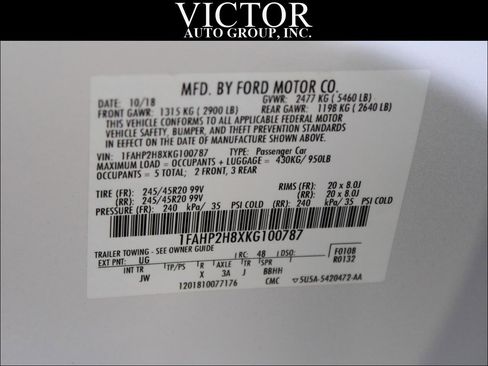 VICTOR
AUTO GROUP, INC.
MFD. BY FORD MOTOR CO.
DATE: 10/18 GVWR: 2477 KG (5460 LB)
FRONT GAWR: 1315 KG (2900 LB) REAR GAWR: 1198 KG (2640 LB)
THIS VEHICLE CONFORMS TO ALL APPLICABLE FEDERAL MOTOR
VEHICLE SAFETY, BUMPER, AND THEFT PREVENTION STANDARDS
IN EFFECT ON THE DATE OF MANUFACTURE SHOWN ABOVE.
VIN: 1FAHP2H8XKG100787 TYPE: Passenger Car
MAXIMUM LOAD = OCCUPANTS + LUGGAGE = 430KG/ 950LB
OCCUPANTS = 5 TOTAL; 2 FRONT, 3 REAR
TIRE (FR): 245/45R20 99V RIMS (FR): 20 x 8.0J
(RR): 245/45R20 99V (RR): 20 x 8.0J
PRESSURE (FR): 240 kPa/ 35 PSI COLD (RR): 240 kPa/ 35 PSI COLD
1FAHP2H8XKG100787
TRAILER TOWING - SEE OWNER GUIDE F0108
EXT PNT: UG RC: 48 DSO: R0132
INT TR TP/PS R AXLE TR SPR
JW X 3A J BBHH
1201810077176 CMC 5U5A-5420472-AA